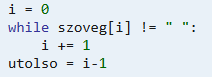 i = 0
while szoveg[i] != " ":
    i += 1
utolso = i-1